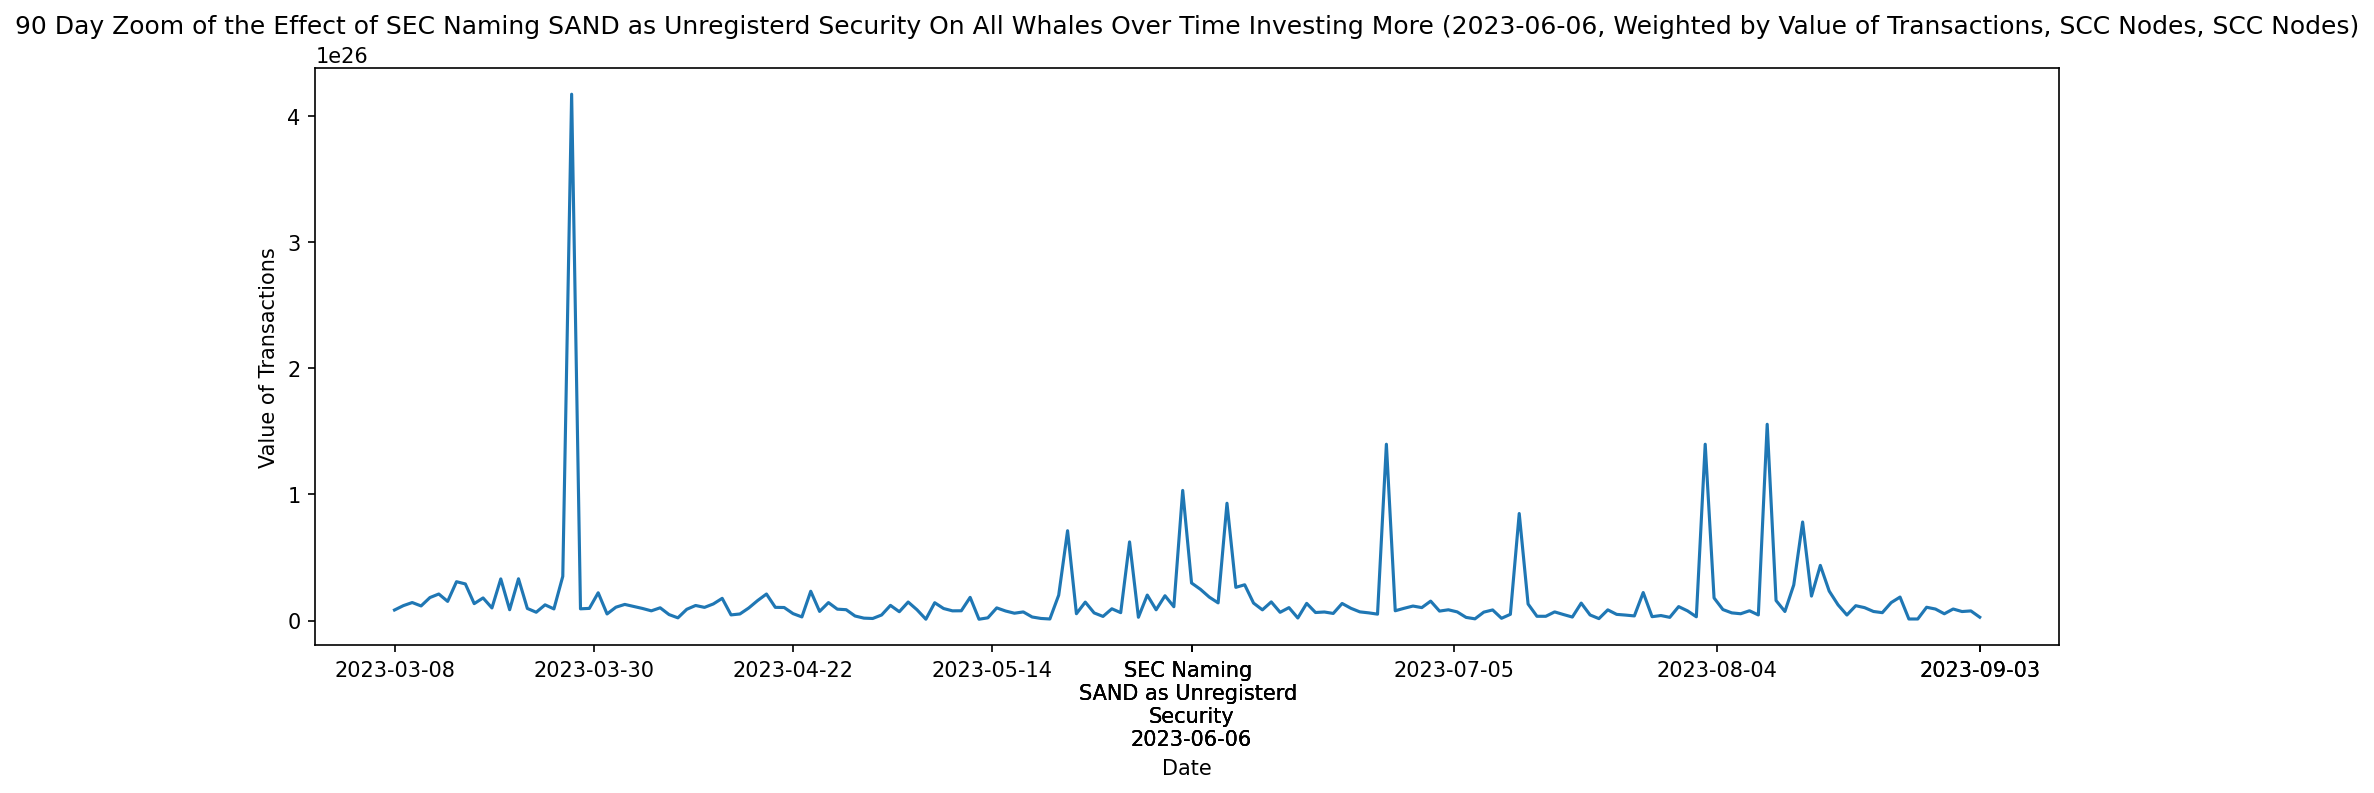 90 Day Zoom of the Effect of SEC Naming SAND as Unregisterd Security On All Whales Over Time Investing More (2023-06-06, Weighted by Value of Transactions, SCC Nodes, SCC Nodes)
1e26
4
3
2
1
0
Value of Transactions
2023-03-08 2023-03-30 2023-04-22 2023-05-14 SEC Naming 2023-07-05 2023-08-04 2023-09-03
SAND as Unregisterd
Security
2023-06-06
Date